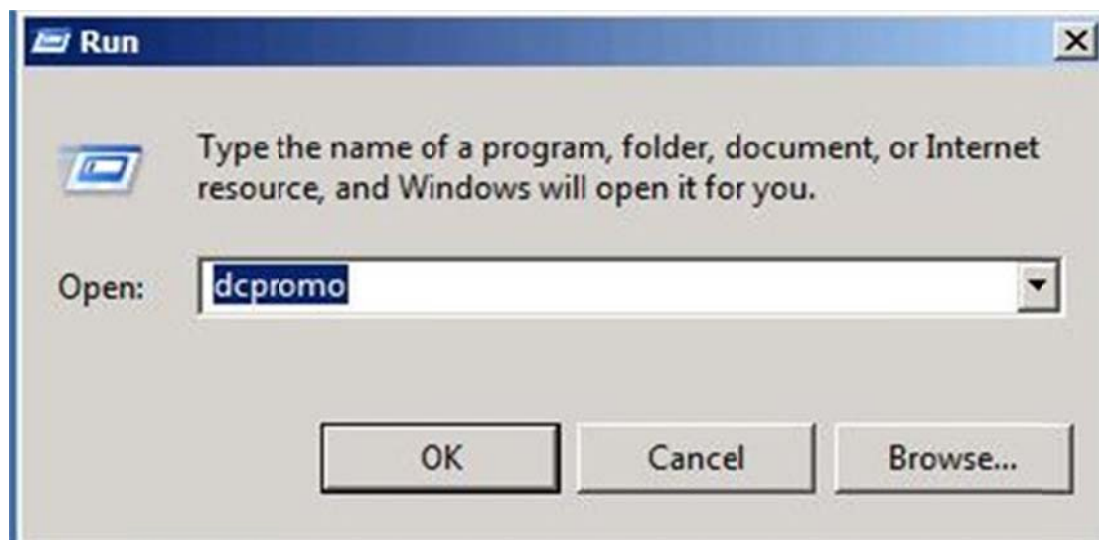 Run
Type the name of a program, folder, document, or Internet
resource, and Windows will open it for you.
Open: dcpromo
OK Cancel Browse...